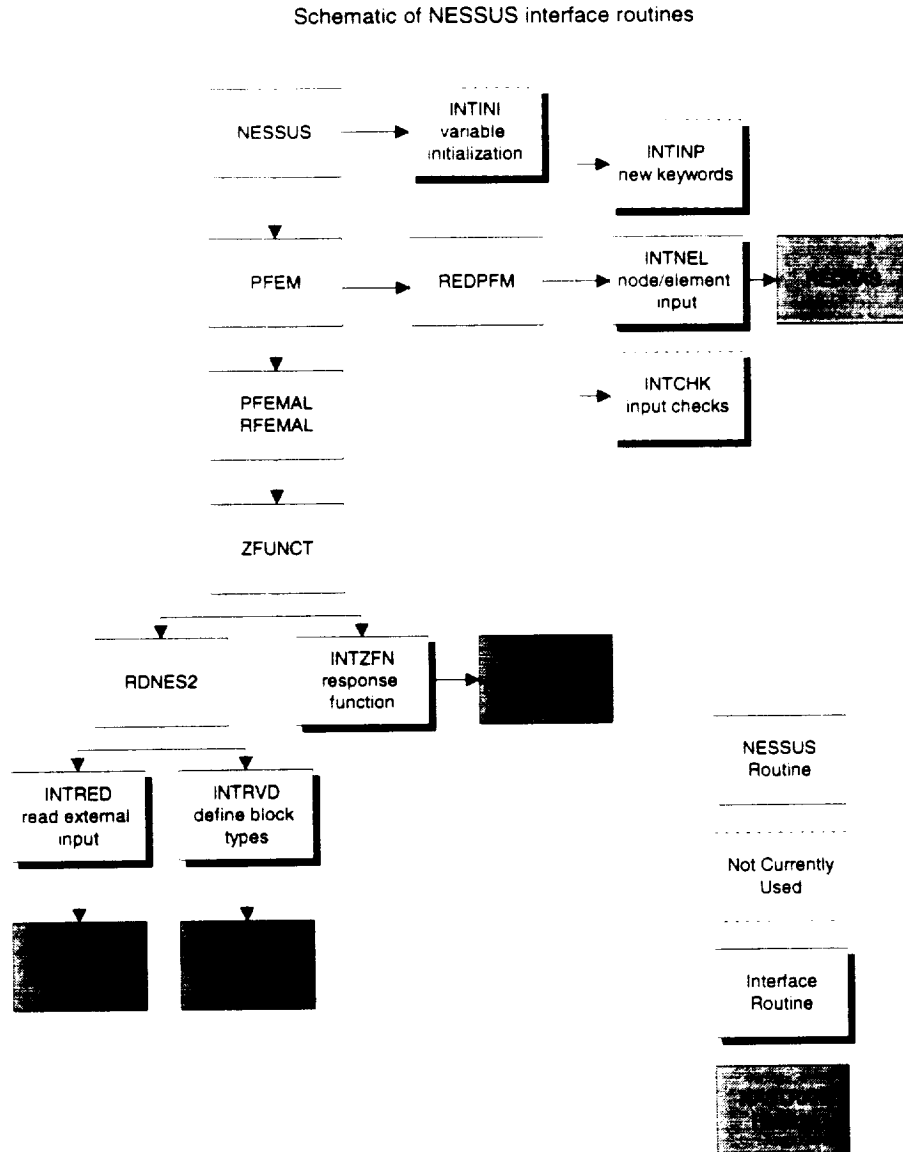 Schematic of NESSUS interface routines
NESSUS
INTINI
variable
initialization
INTINP
new keywords
PFEM
REDPFM
INTNEL
node/element
input
PFEMAL
RFEMAL
INTCHK
input checks
ZFUNCT
RDNES2
INTZFN
response
function
INTRED
read external
input
INTRVD
define block
types
NESSUS
Routine
Not Currently
Used
Interface
Routine